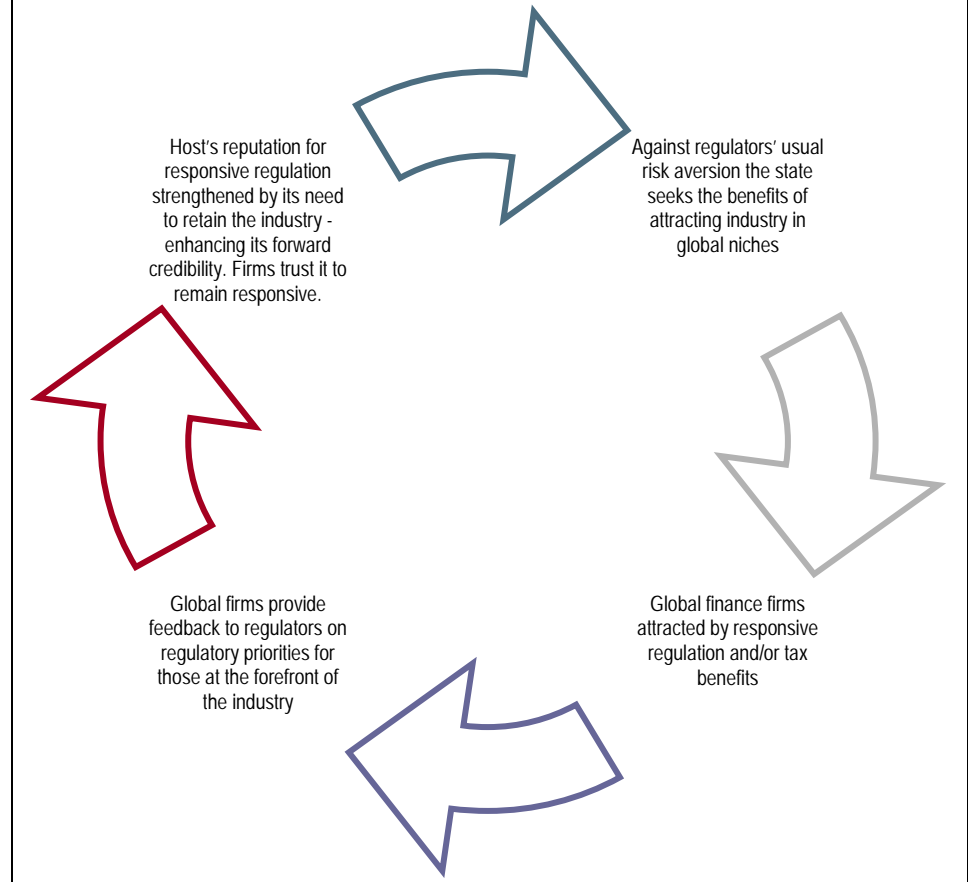 Host's reputation for
responsive regulation
strengthened by its need
to retain the industry -
enhancing its forward
credibility. Firms trust it to
remain responsive.
Against regulators' usual
risk aversion the state
seeks the benefits of
attracting industry in
global niches
Global firms provide
feedback to regulators on
regulatory priorities for
those at the forefront of
the industry
Global finance firms
attracted by responsive
regulation and/or tax
benefits